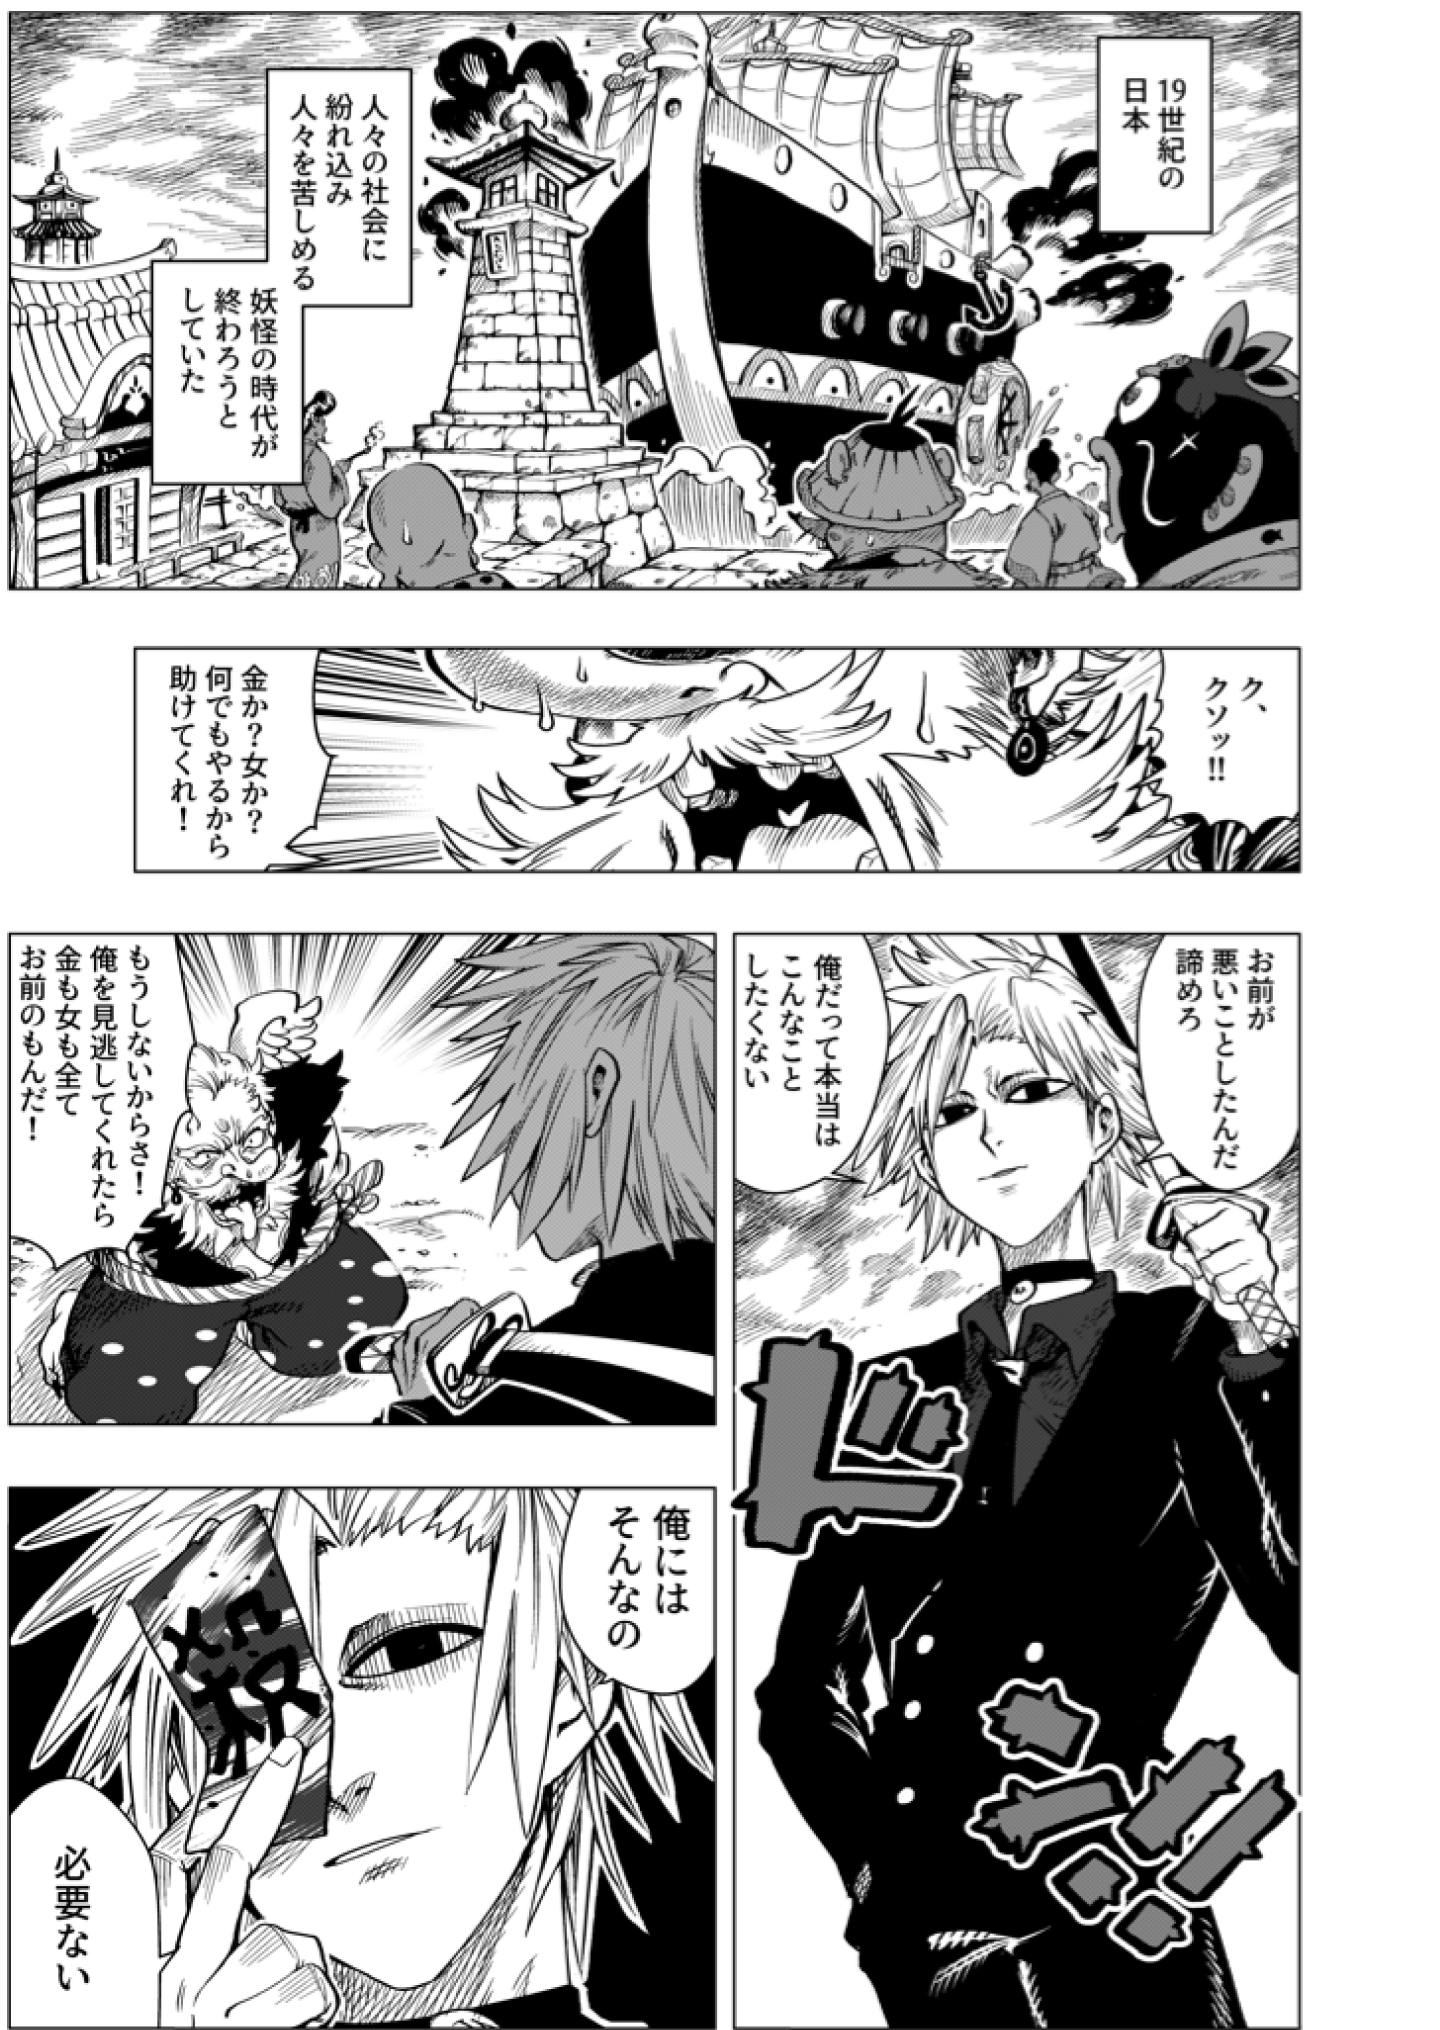 19世紀の
日本
人々の社会に
紛れ込み
人々を苦しめる
妖怪の時代が
終わろうと
していた
ク、
クソッ!!
金か?女か?
何でもやるから
助けてくれ!
お前が
悪いことしたんだ
諦めろ
俺だって本当は
こんなこと
したくない
ド
ン
もうしないからさ!
俺を見逃してくれたら
金も女も全て
お前のもんだ!
俺には
そんなの
殺
必要ない